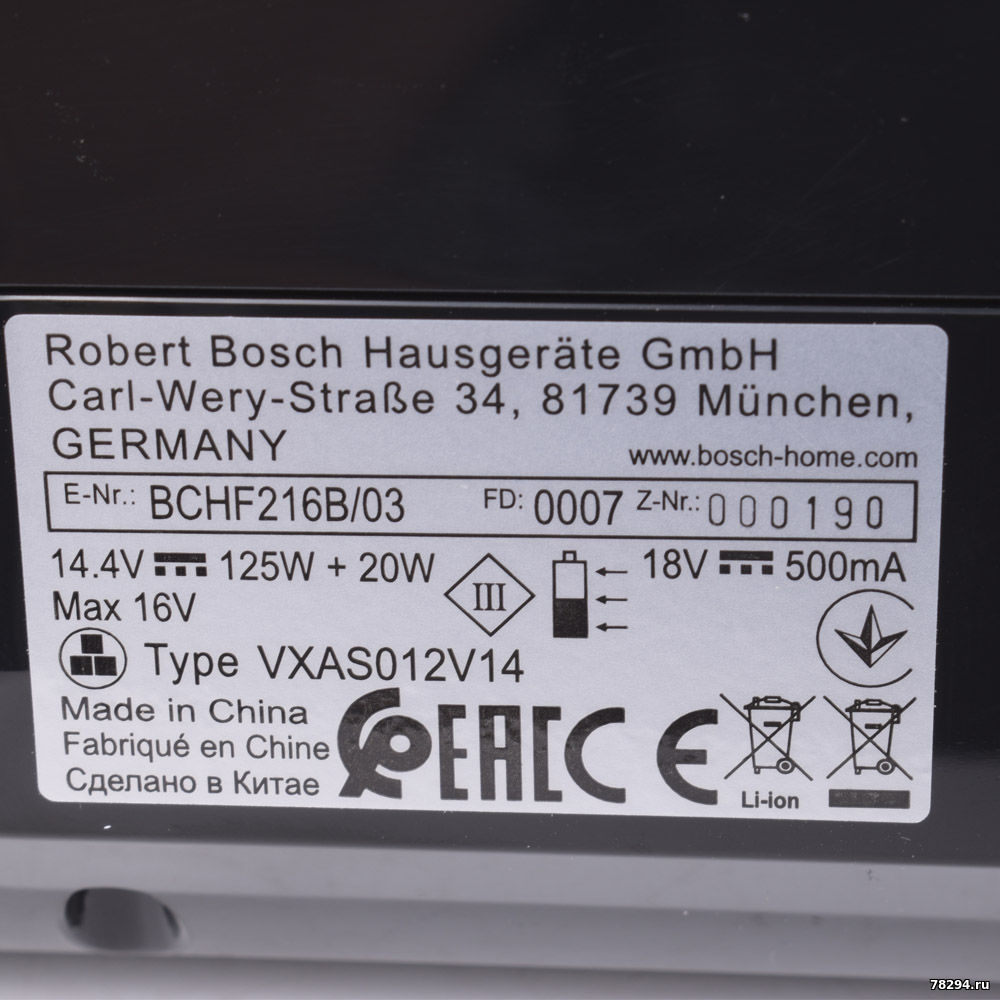 Robert Bosch Hausgeräte GmbH
Carl-Wery-Straße 34, 81739 München,
GERMANY www.bosch-home.com
E-Nr.: BCHF216B/03 FD: 0007 Z-Nr.: 000190
14.4V 125W + 20W III 18V 500mA
Max 16V
Type VXAS012V14
Made in China
Fabriqué en Chine
Сделано в Китае
EAC CE
Li-ion
78294.ru